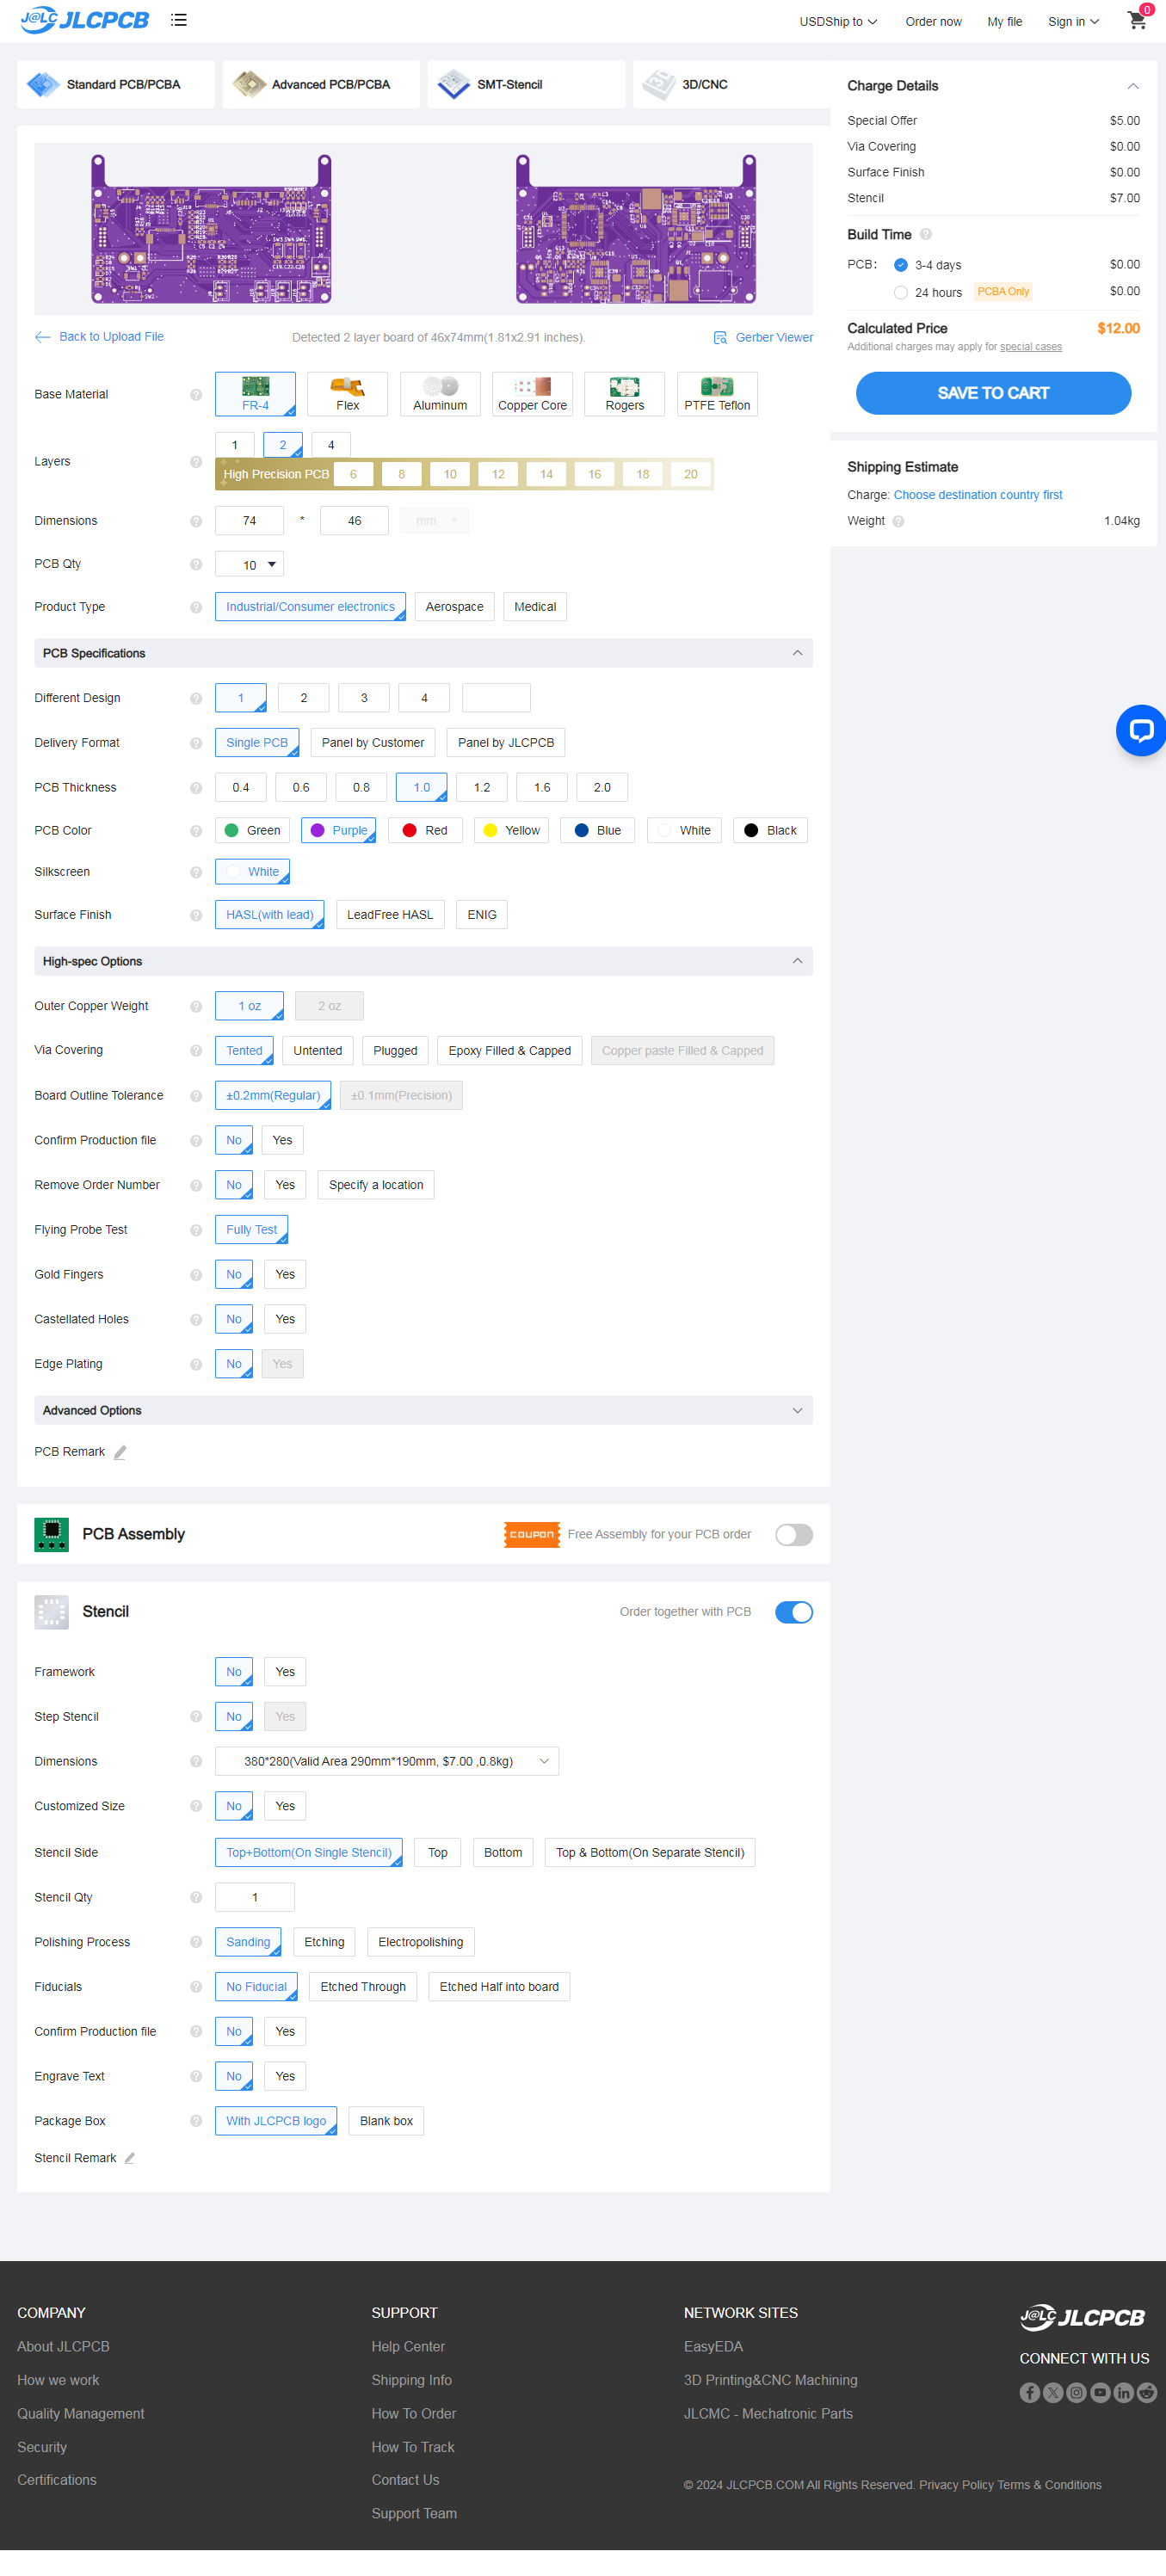 J@LC JLCPCB
USD Ship to
Order now
My file
Sign in
0
Standard PCB/PCBA
Advanced PCB/PCBA
SMT-Stencil
3D/CNC
Back to Upload File
Detected 2 layer board of 46x74mm(1.81x2.91 inches).
Gerber Viewer
Base Material
FR-4
Flex
Aluminum
Copper Core
Rogers
PTFE Teflon
Layers
1 2 4
High Precision PCB 6 8 10 12 14 16 18 20
Dimensions
74 * 46 mm
PCB Qty
10
Product Type
Industrial/Consumer electronics Aerospace Medical
PCB Specifications
Different Design
1 2 3 4
Delivery Format
Single PCB Panel by Customer Panel by JLCPCB
PCB Thickness
0.4 0.6 0.8 1.0 1.2 1.6 2.0
PCB Color
Green Purple Red Yellow Blue White Black
Silkscreen
White
Surface Finish
HASL(with lead) LeadFree HASL ENIG
High-spec Options
Outer Copper Weight
1 oz 2 oz
Via Covering
Tented Untented Plugged Epoxy Filled & Capped Copper paste Filled & Capped
Board Outline Tolerance
±0.2mm(Regular) ±0.1mm(Precision)
Confirm Production file
No Yes
Remove Order Number
No Yes Specify a location
Flying Probe Test
Fully Test
Gold Fingers
No Yes
Castellated Holes
No Yes
Edge Plating
No Yes
Advanced Options
PCB Remark
PCB Assembly
COUPON
Free Assembly for your PCB order
Stencil
Order together with PCB
Framework
No Yes
Step Stencil
No Yes
Dimensions
380*280(Valid Area 290mm*190mm, $7.00 ,0.8kg)
Customized Size
No Yes
Stencil Side
Top+Bottom(On Single Stencil) Top Bottom Top & Bottom(On Separate Stencil)
Stencil Qty
1
Polishing Process
Sanding Etching Electropolishing
Fiducials
No Fiducial Etched Through Etched Half into board
Confirm Production file
No Yes
Engrave Text
No Yes
Package Box
With JLCPCB logo Blank box
Stencil Remark
Charge Details
Special Offer $5.00
Via Covering $0.00
Surface Finish $0.00
Stencil $7.00
Build Time
PCB: 3-4 days $0.00
24 hours PCBA Only $0.00
Calculated Price $12.00
Additional charges may apply for special cases
SAVE TO CART
Shipping Estimate
Charge: Choose destination country first
Weight 1.04kg
COMPANY
About JLCPCB
How we work
Quality Management
Security
Certifications
SUPPORT
Help Center
Shipping Info
How To Order
How To Track
Contact Us
Support Team
NETWORK SITES
EasyEDA
3D Printing&CNC Machining
JLCMC - Mechatronic Parts
J@LC JLCPCB
CONNECT WITH US
© 2024 JLCPCB.COM All Rights Reserved. Privacy Policy Terms & Conditions